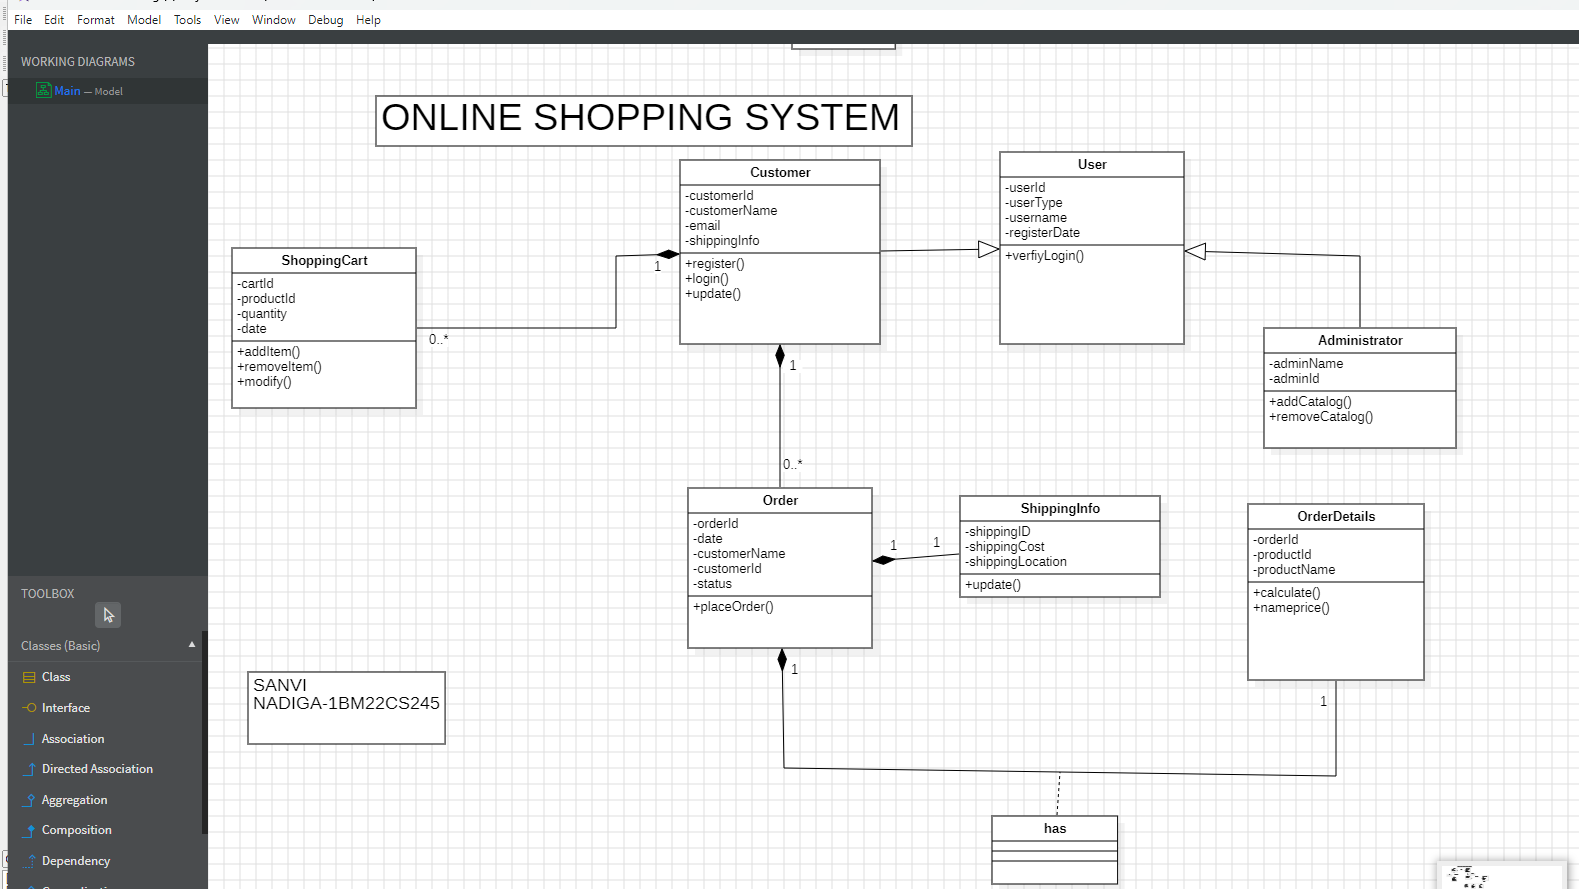 File Edit Format Model Tools View Window Debug Help
WORKING DIAGRAMS
Main — Model
ONLINE SHOPPING SYSTEM
Customer
-customerId
-customerName
-email
-shippingInfo
+register()
+login()
+update()
User
-userId
-userType
-username
-registerDate
+verfiyLogin()
ShoppingCart
-cartId
-productId
-quantity
-date
+addItem()
+removeItem()
+modify()
1
0..*
Administrator
-adminName
-adminId
+addCatalog()
+removeCatalog()
1
0..*
Order
-orderId
-date
-customerName
-customerId
-status
+placeOrder()
1
1
ShippingInfo
-shippingID
-shippingCost
-shippingLocation
+update()
OrderDetails
-orderId
-productId
-productName
+calculate()
+nameprice()
1
1
has
SANVI
NADIGA-1BM22CS245
TOOLBOX
Classes (Basic)
Class
Interface
Association
Directed Association
Aggregation
Composition
Dependency